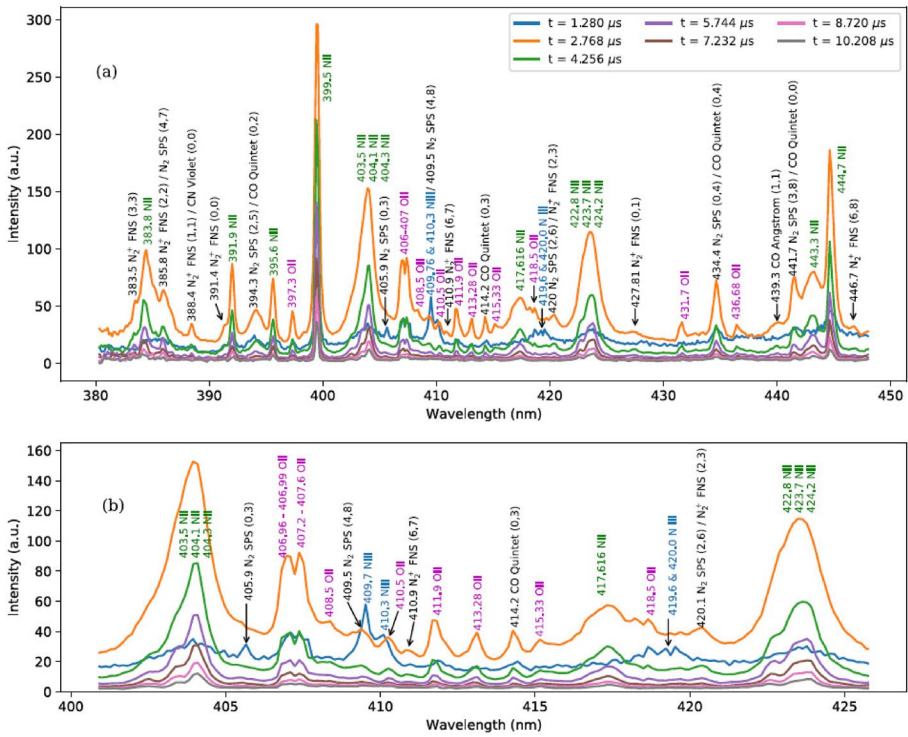 300
250
200
150
100
50
0
Intensity (a.u.)
(a)
t = 1.280 μs
t = 2.768 μs
t = 4.256 μs
t = 5.744 μs
t = 7.232 μs
t = 8.720 μs
t = 10.208 μs
383.5 N₂⁺ FNS (3,3)
383.8 NII
385.8 N₂⁺ FNS (2,2) / N₂ SPS (4,7)
388.4 N₂⁺ FNS (1,1) / CN Violet (0,0)
391.4 N₂⁺ FNS (0,0)
391.9 NII
394.3 N₂ SPS (2,5) / CO Quintet (0,2)
395.6 NII
397.3 OII
399.5 NII
403.5 NII
404.1 NII
404.3 NII
405.9 N₂ SPS (0,3)
406-407 OII
408.5 OII
409.76 & 410.3 NIII/ 409.5 N₂ SPS (4,8)
410.5 OII
410.9 N₂⁺ FNS (6,7)
411.9 OII
413,28 OII
414.2 CO Quintet (0,3)
415,33 OII
417,616 NII
418.5 OII
419,6 & 420.0 N III
420 N₂ SPS (2,6) / N₂⁺ FNS (2,3)
422.8 NII
423.7 NII
424.2 NII
427.81 N₂⁺ (0,1)
431.7 OII
434.4 SPS (0,4) / CO Quintet (0,4)
436,68 OII
439.3 CO Angstrom (1,1)
441.7 N₂ SPS (3,8) / CO Quintet (0,0)
443.3 NII
444.7 NII
446.7 N₂⁺ (6,8)
380 390 400 410 420 430 440 450
Wavelength (nm)
160
140
120
100
80
60
40
20
0
Intensity (a.u.)
(b)
403,5 NII
404,1 NII
404,3 NII
405.9 N₂ SPS (0,3)
406,96 - 406,99 OII
407.2 - 407.6 OII
408,5 OII
409.5 N₂ SPS (4,8)
409,7 NIII
410,3 NIII
410,5 OII
410.9 N₂⁺ FNS (6,7)
411.9 OII
413,28 OII
414.2 CO Quintet (0,3)
415,33 OII
417,616 NII
418,5 OII
419,6 & 420.0 N III
420.1 N₂ SPS (2,6) / N₂⁺ FNS (2,3)
422.8 NII
423.7 NII
424.2 NII
400 405 410 415 420 425
Wavelength (nm)